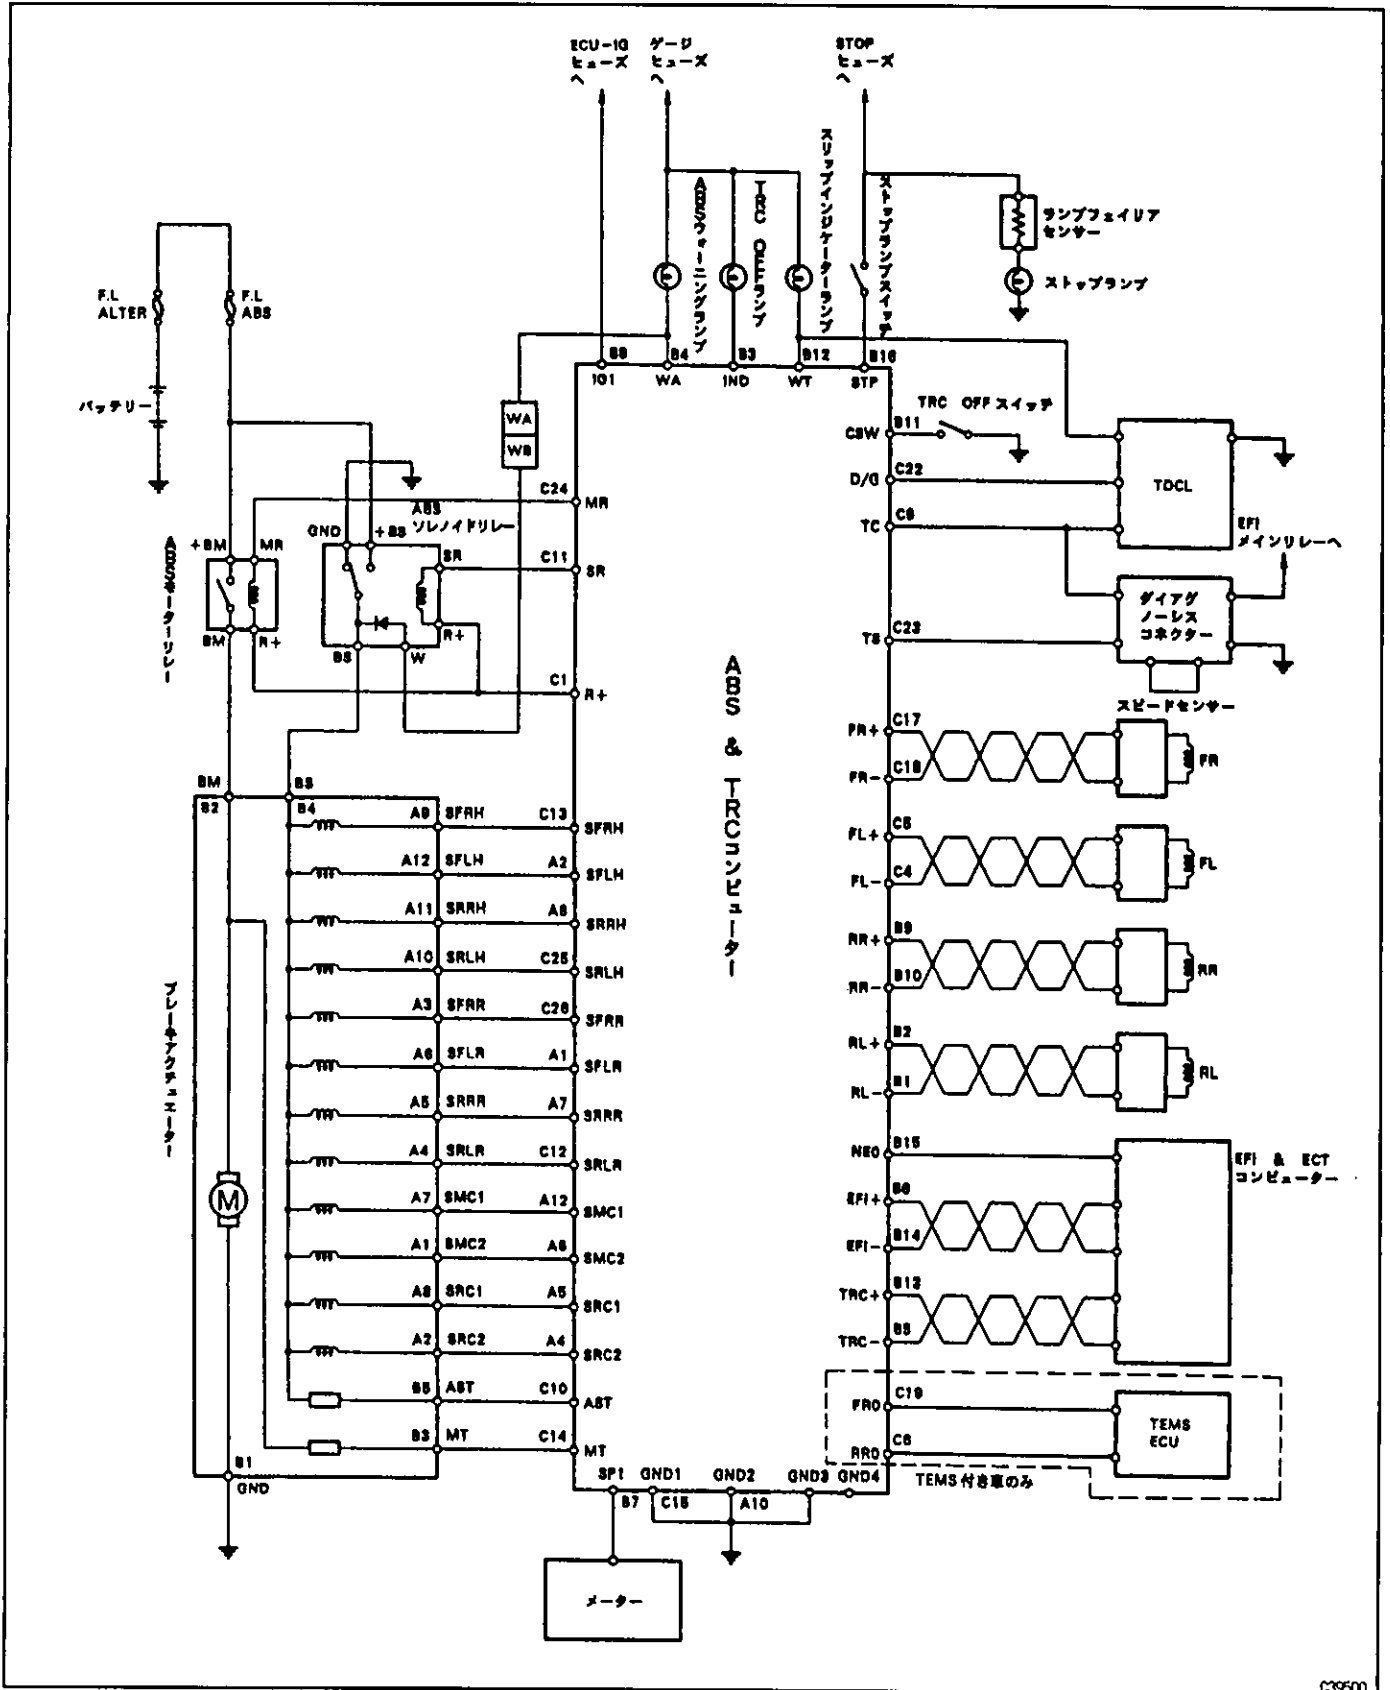 ECU-IG
ヒューズ
へ
ゲージ
ヒューズ
へ
STOP
ヒューズ
へ
ABSウォーニングランプ
TRC OFFランプ
スリップインジケーターランプ
ストップランプスイッチ
ランプフェイリア
センサー
ストップランプ
F.L
ALTER
F.L
ABS
バッテリー
B4
B3
B12
B16
IG1
WA
IND
WT
STP
WA
WB
CSW
B11
TRC OFF スイッチ
D/G
C22
TC
TDCL
EFI
メインリレーへ
ダイアグ
ノーシス
コネクター
TS
C23
C24
MR
ABS
ソレノイドリレー
GND
+BS
SR
C11
SR
R+
BS
W
C1
R+
+BM
MR
BM
R+
ABSモーターリレー
ABS & TRCコンピューター
スピードセンサー
FR+
C17
FR-
C18
FR
FL+
C5
FL-
C4
FL
RR+
B9
RR-
B10
RR
RL+
B2
RL-
B1
RL
BM
B2
BS
B4
A9 SFRH C13 SFRH
A12 SFLH A2 SFLH
A11 SRRH SRRH
A10 SRLH C25 SRLH
A3 SFRR C26 SFRR
A6 SFLR A1 SFLR
A5 SRRR A7 SRRR
A4 SRLR C12 SRLR
A7 SMC1 A12 SMC1
A1 SMC2 SMC2
A8 SRC1 A5 SRC1
A2 SRC2 A4 SRC2
B5 AST C10 AST
B3 MT C14 MT
ブレーキアクチュエーター
M
B1
GND
NEO
B15
EFI+
EFI-
B14
TRC+
TRC-
B5
EFI & ECT
コンピューター
FRO
C19
RRO
TEMS
ECU
TEMS 付き車のみ
SP1
GND1
GND2
GND3
GND4
B7
A10
メーター
C39500